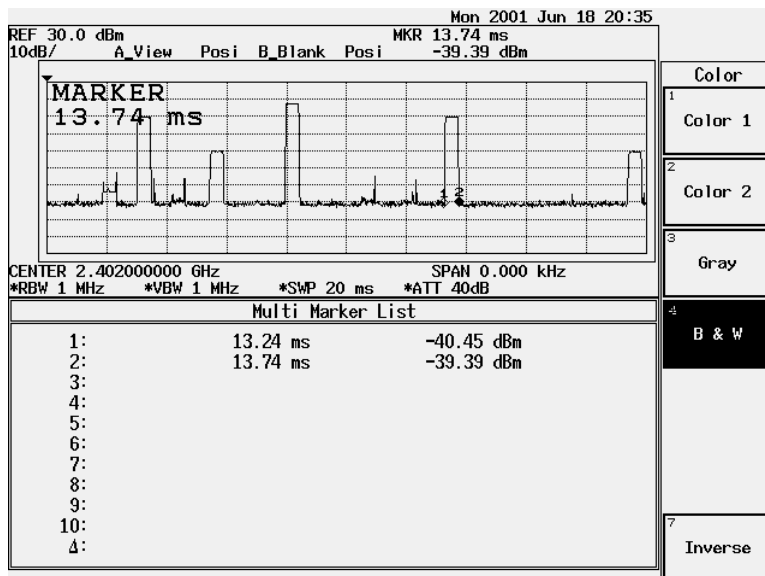 Mon 2001 Jun 18 20:35
REF 30.0 dBm MKR 13.74 ms
10dB/ A_View Posi B_Blank Posi -39.39 dBm
MARKER
13.74 ms
1 2
CENTER 2.402000000 GHz SPAN 0.000 kHz
*RBW 1 MHz *VBW 1 MHz *SWP 20 ms *ATT 40dB
Multi Marker List
1: 13.24 ms -40.45 dBm
2: 13.74 ms -39.39 dBm
3:
4:
5:
6:
7:
8:
9:
10:
Δ:
Color
1
Color 1
2
Color 2
3
Gray
4
B & W
7
Inverse